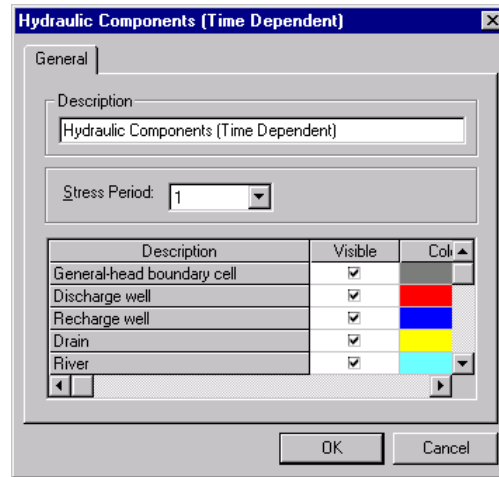 Hydraulic Components (Time Dependent)
General
Description
Hydraulic Components (Time Dependent)
Stress Period: 1
Description Visible Colo
General-head boundary cell
Discharge well
Recharge well
Drain
River
OK Cancel